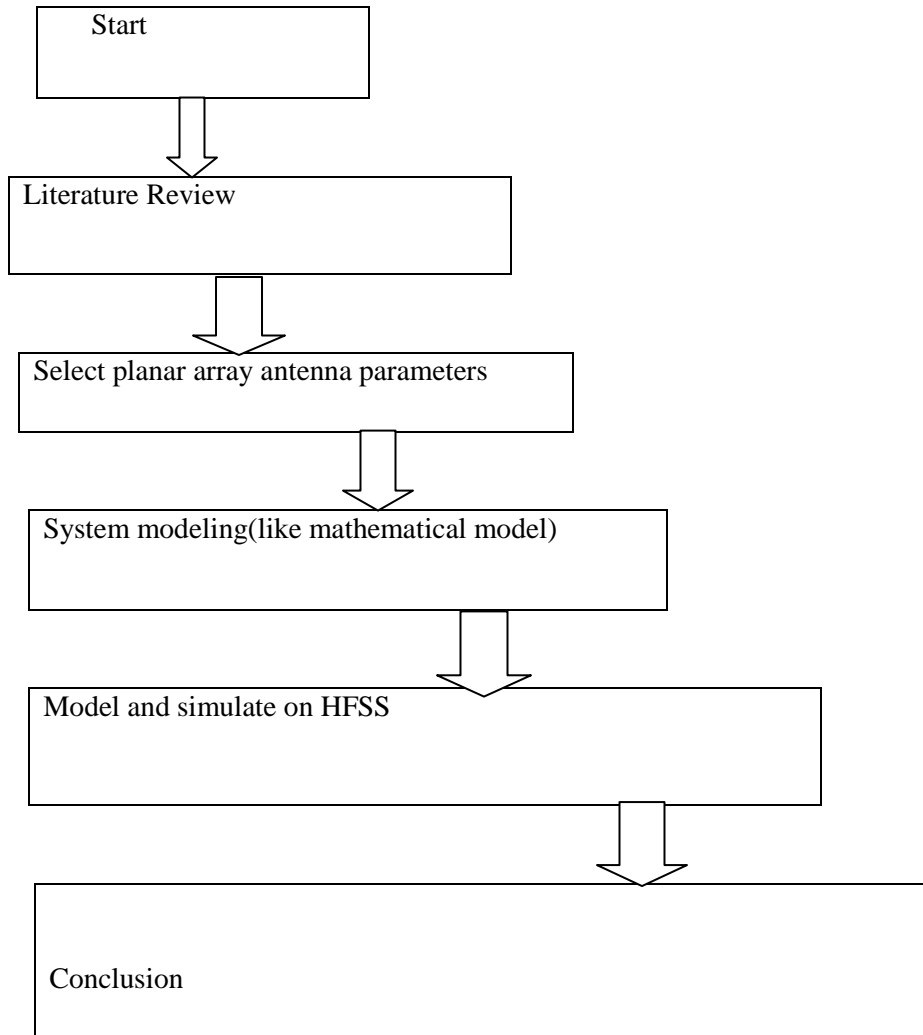 Start
Literature Review
Select planar array antenna parameters
System modeling(like mathematical model)
Model and simulate on HFSS
Conclusion